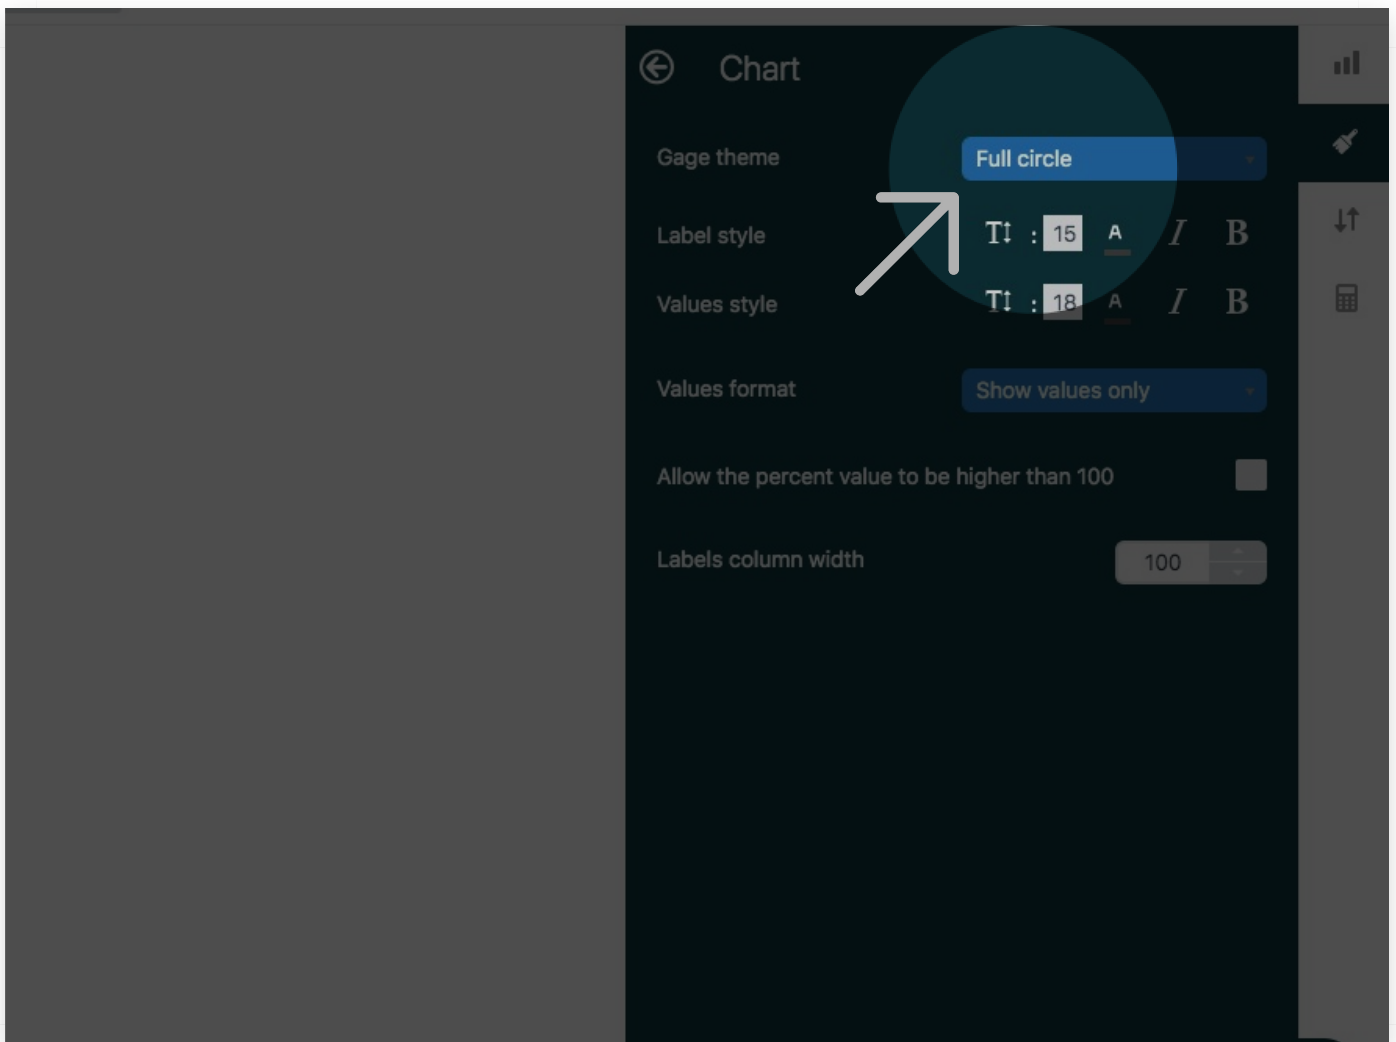 Chart
Gage theme Full circle
Label style T : 15 A I B
Values style T : 18 A I B
Values format Show values only
Allow the percent value to be higher than 100
Labels column width 100